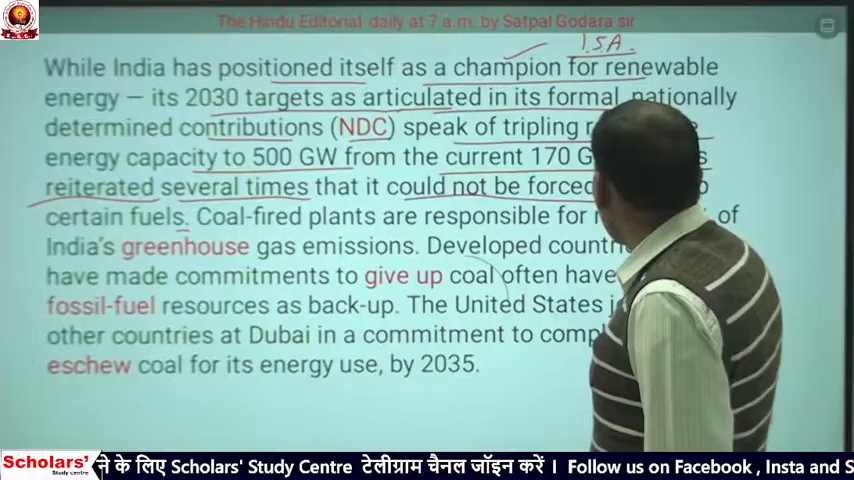 The Hindu Editorial daily at 7 a.m. by Satpal Godara sir
I.S.A.
While India has positioned itself as a champion for renewable
energy — its 2030 targets as articulated in its formal, nationally
determined contributions (NDC) speak of tripling
energy capacity to 500 GW from the current 170
reiterated several times that it could not be forced
certain fuels. Coal-fired plants are responsible for of
India's greenhouse gas emissions. Developed
have made commitments to give up coal often have
fossil-fuel resources as back-up. The United States
other countries at Dubai in a commitment to
eschew coal for its energy use, by 2035.
Scholars'
Study Centre
ने के लिए Scholars' Study Centre टेलीग्राम चैनल जॉइन करें । Follow us on Facebook , Insta and S